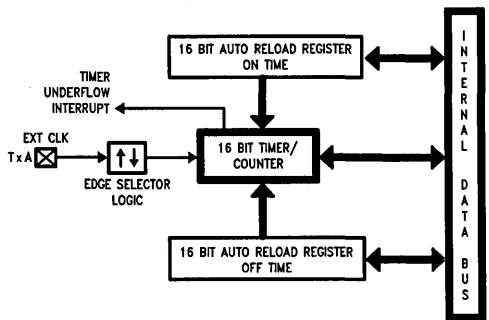 16 BIT AUTO RELOAD REGISTER
ON TIME
TIMER
UNDERFLOW
INTERRUPT
EXT CLK
TxA
EDGE SELECTOR
LOGIC
16 BIT TIMER/
COUNTER
16 BIT AUTO RELOAD REGISTER
OFF TIME
INTERNAL DATA BUS